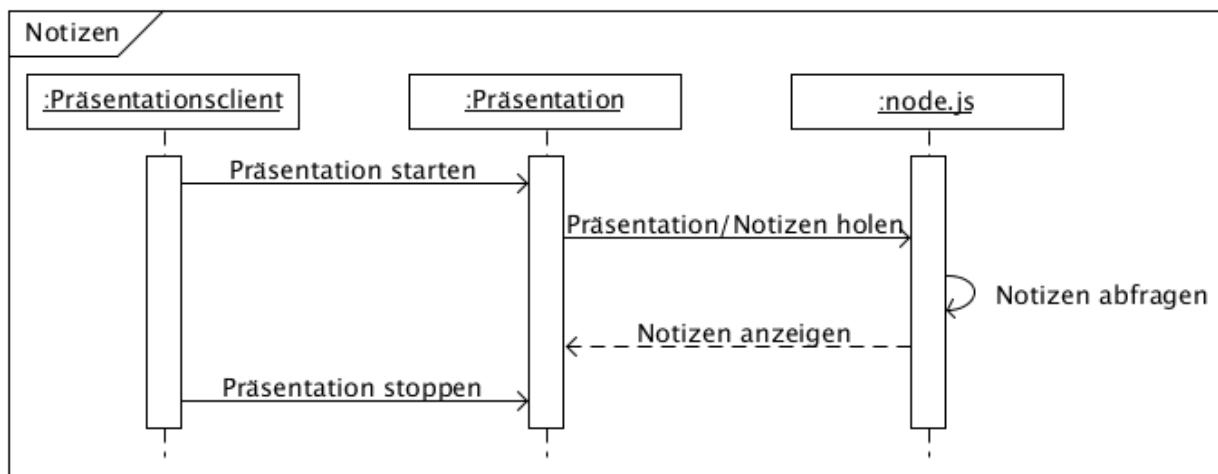 Notizen
:Präsentationsclient
:Präsentation
:node.js
Präsentation starten
Präsentation/Notizen holen
Notizen abfragen
Notizen anzeigen
Präsentation stoppen